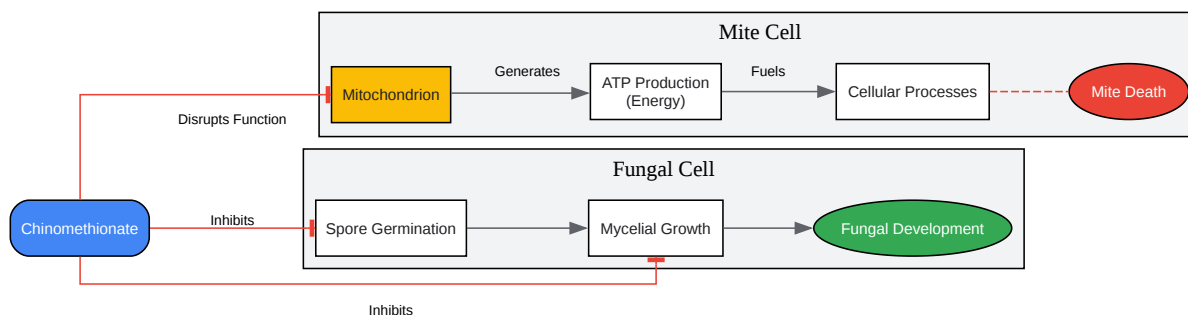 Mite Cell
Mitochondrion
Generates
ATP Production
(Energy)
Fuels
Cellular Processes
Mite Death
Disrupts Function
Fungal Cell
Chinomethionate
Inhibits
Spore Germination
Mycelial Growth
Fungal Development
Inhibits